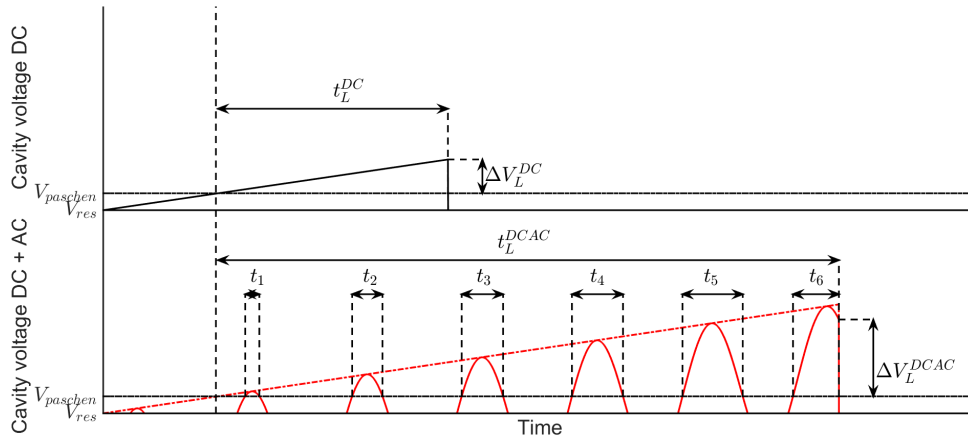 Cavity voltage DC
t_L^{DC}
ΔV_L^{DC}
V_{paschen}
V_{res}
Cavity voltage DC + AC
t_L^{DCAC}
t_1 t_2 t_3 t_4 t_5 t_6
ΔV_L^{DCAC}
V_{paschen}
V_{res}
Time